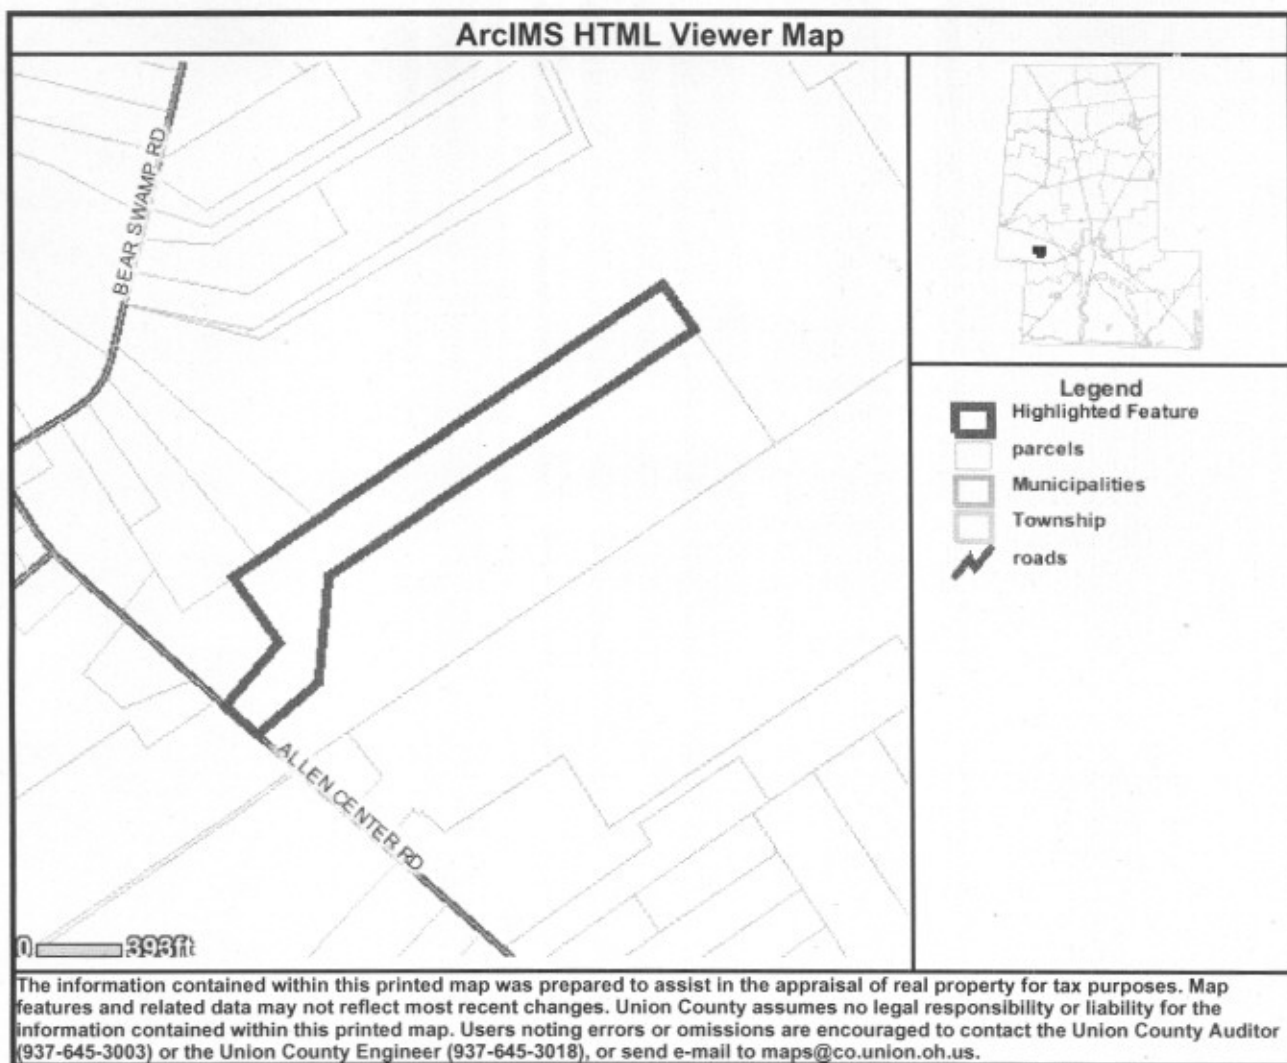 ArcIMS HTML Viewer Map
BEAR SWAMP RD
ALLEN CENTER RD
0 393ft
Legend
Highlighted Feature
parcels
Municipalities
Township
roads
The information contained within this printed map was prepared to assist in the appraisal of real property for tax purposes. Map
features and related data may not reflect most recent changes. Union County assumes no legal responsibility or liability for the
information contained within this printed map. Users noting errors or omissions are encouraged to contact the Union County Auditor
(937-645-3003) or the Union County Engineer (937-645-3018), or send e-mail to maps@co.union.oh.us.